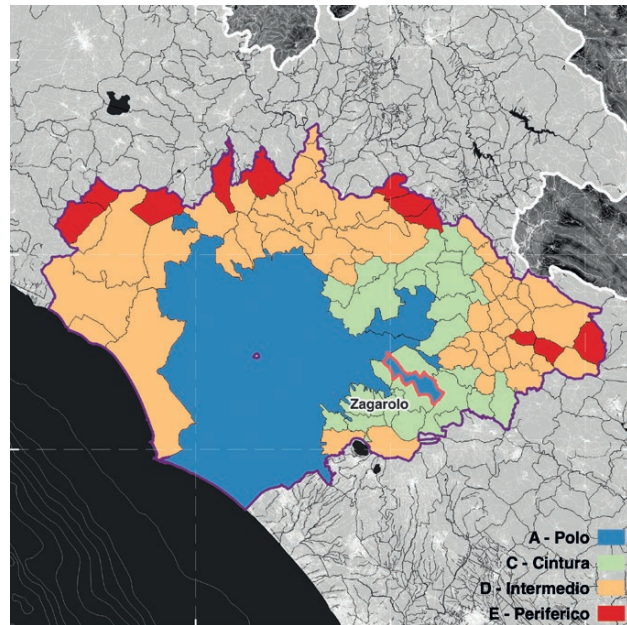 Zagarolo
A - Polo
C - Cintura
D - Intermedio
E - Periferico